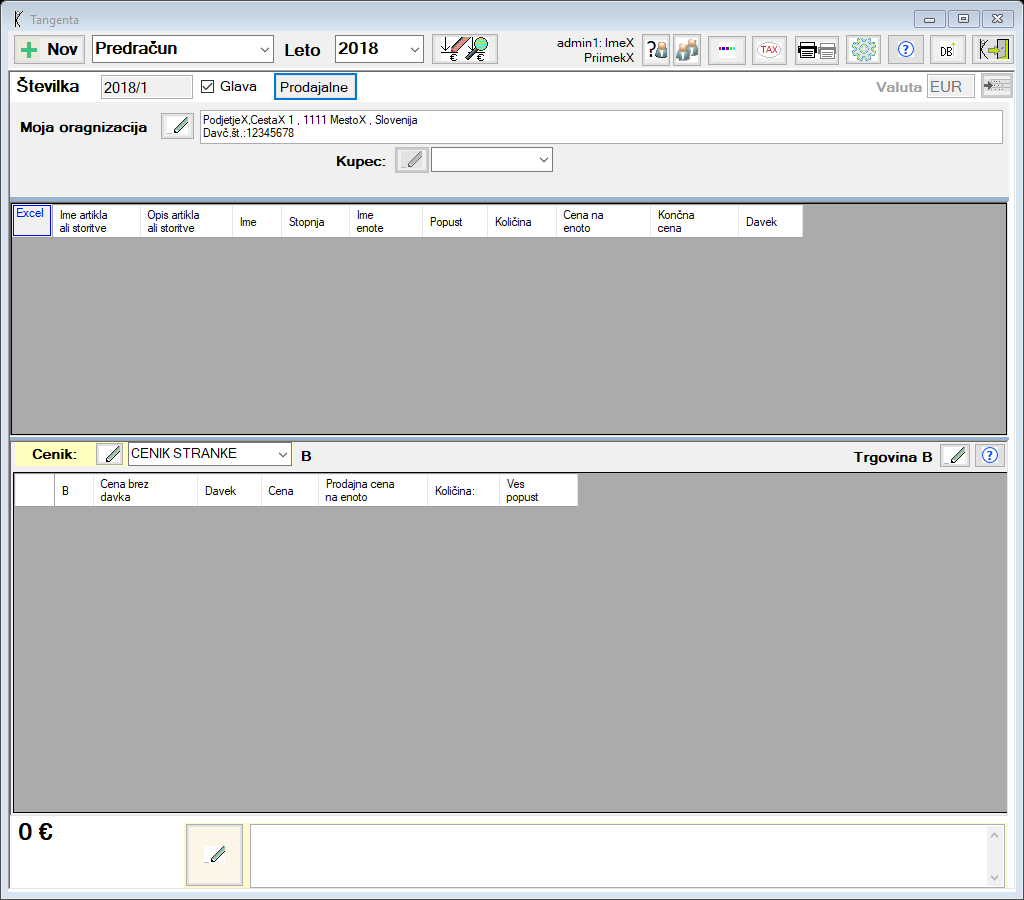 Tangenta
Nov
Predračun
Leto
2018
€
€
admin1: ImeX
PriimekX
TAX
DB
Številka
2018/1
Glava
Prodajalne
Valuta
EUR
Moja oragnizacija
PodjetjeX,CestaX 1 , 1111 MestoX , Slovenija
Davč.št.:12345678
Kupec:
Excel
Ime artikla
ali storitve
Opis artikla
ali storitve
Ime
Stopnja
Ime
enote
Popust
Količina
Cena na
enoto
Končna
cena
Davek
Cenik:
CENIK STRANKE
B
Trgovina B
B
Cena brez
davka
Davek
Cena
Prodajna cena
na enoto
Količina:
Ves
popust
0 €